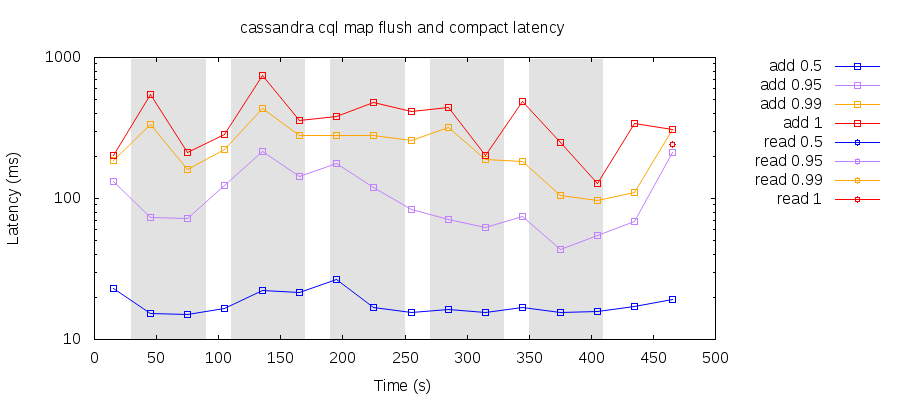 cassandra cql map flush and compact latency
1000
100
10
Latency (ms)
0 50 100 150 200 250 300 350 400 450 500
Time (s)
add 0.5
add 0.95
add 0.99
add 1
read 0.5
read 0.95
read 0.99
read 1